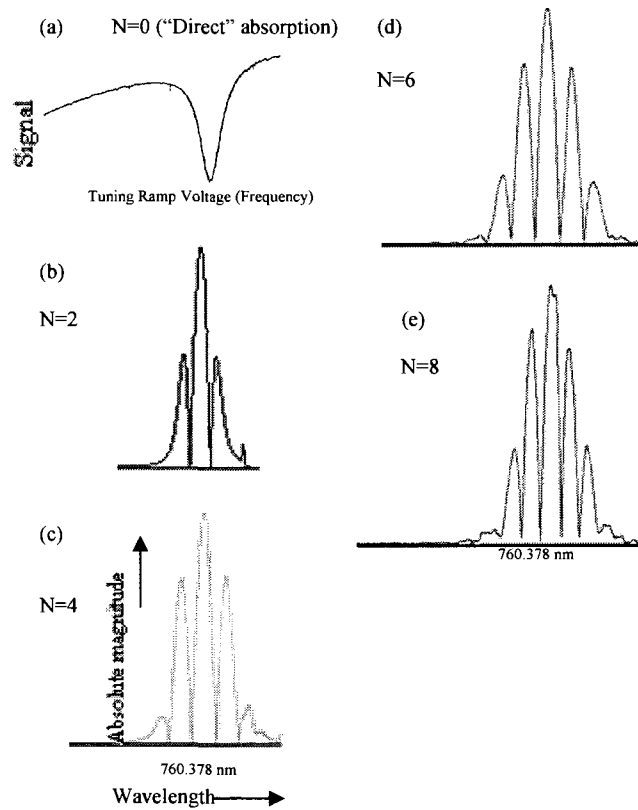 (a) N=0 ("Direct" absorption)
Signal
Tuning Ramp Voltage (Frequency)
(b)
N=2
(c)
N=4
Absolute magnitude
760.378 nm
Wavelength
(d)
N=6
(e)
N=8
760.378 nm